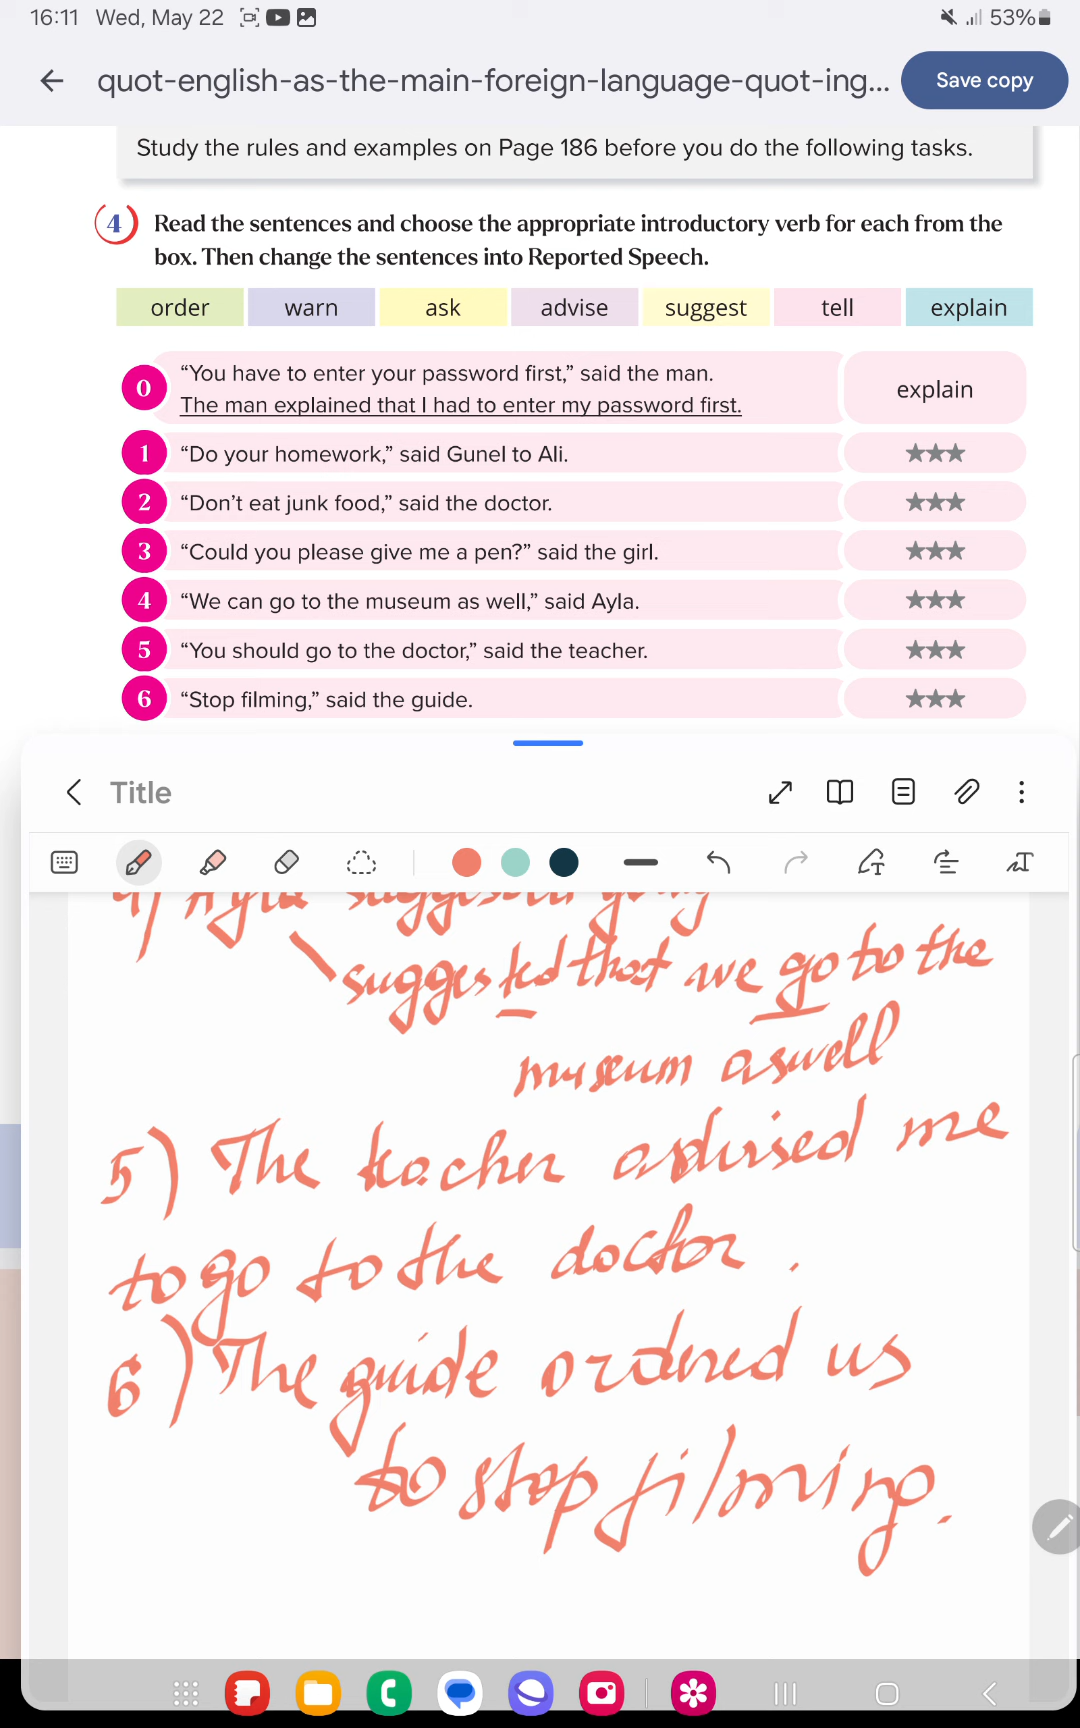 16:11 Wed, May 22
53%
quot-english-as-the-main-foreign-language-quot-ing...
Save copy
Study the rules and examples on Page 186 before you do the following tasks.
4 Read the sentences and choose the appropriate introductory verb for each from the
box. Then change the sentences into Reported Speech.
order warn ask advise suggest tell explain
0 “You have to enter your password first,” said the man.
The man explained that I had to enter my password first.
explain
1 “Do your homework,” said Gunel to Ali. ★★★
2 “Don’t eat junk food,” said the doctor. ★★★
3 “Could you please give me a pen?” said the girl. ★★★
4 “We can go to the museum as well,” said Ayla. ★★★
5 “You should go to the doctor,” said the teacher. ★★★
6 “Stop filming,” said the guide. ★★★
Title
4) Ayla suggested going
suggested that we go to the
museum aswell
5) The teacher advised me
to go to the doctor.
6) The guide ordered us
to stop filming.